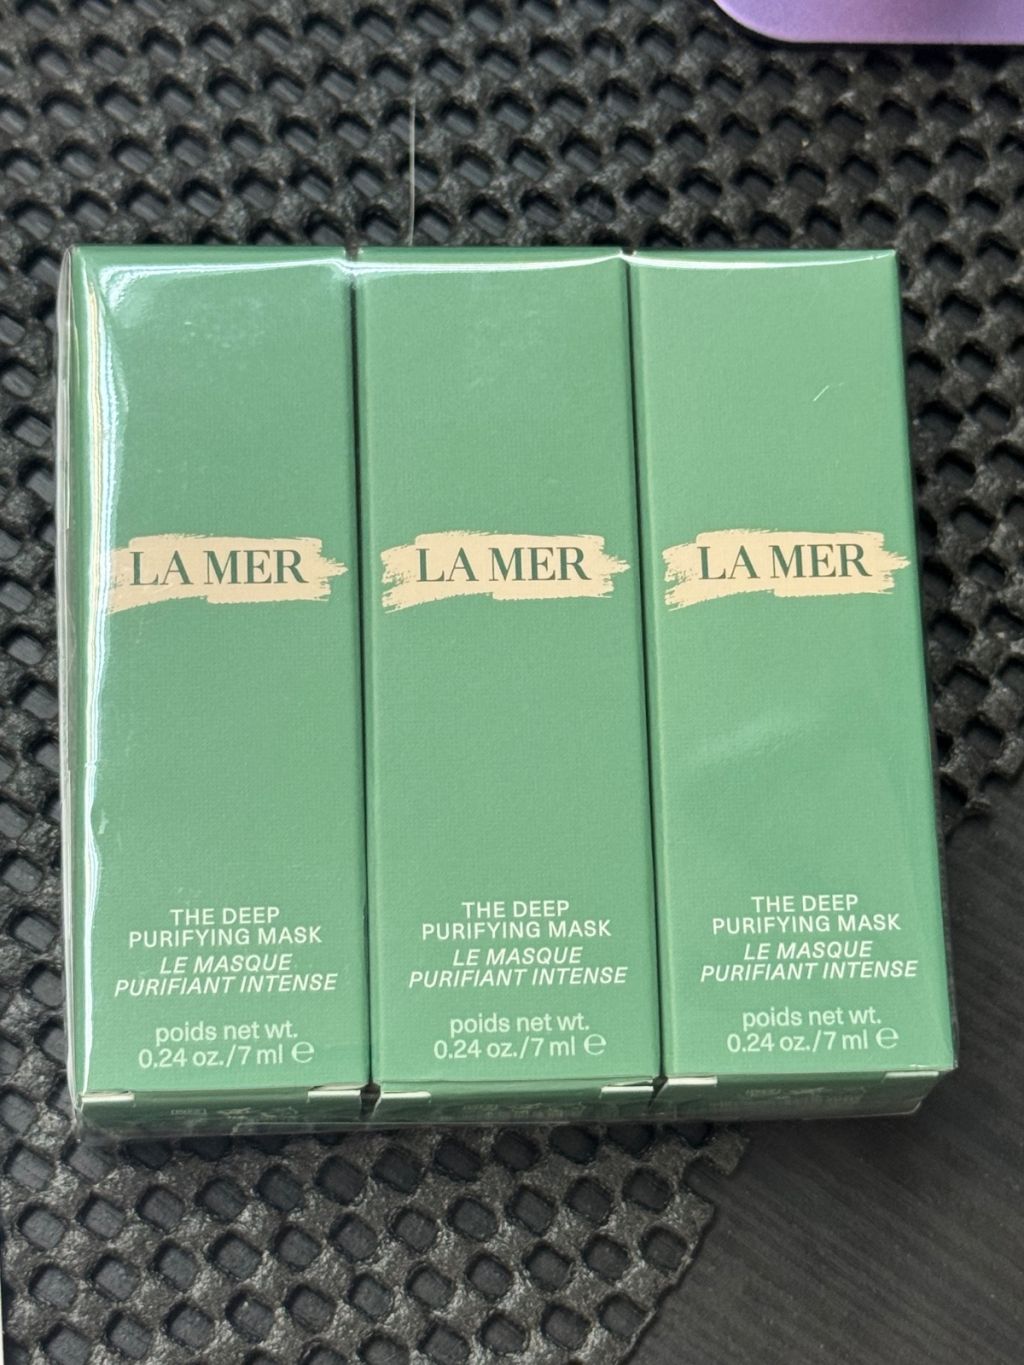 LA MER
THE DEEP
PURIFYING MASK
LE MASQUE
PURIFIANT INTENSE
poids net wt.
0.24 oz./7 ml ℮
LA MER
THE DEEP
PURIFYING MASK
LE MASQUE
PURIFIANT INTENSE
poids net wt.
0.24 oz./7 ml ℮
LA MER
THE DEEP
PURIFYING MASK
LE MASQUE
PURIFIANT INTENSE
poids net wt.
0.24 oz./7 ml ℮